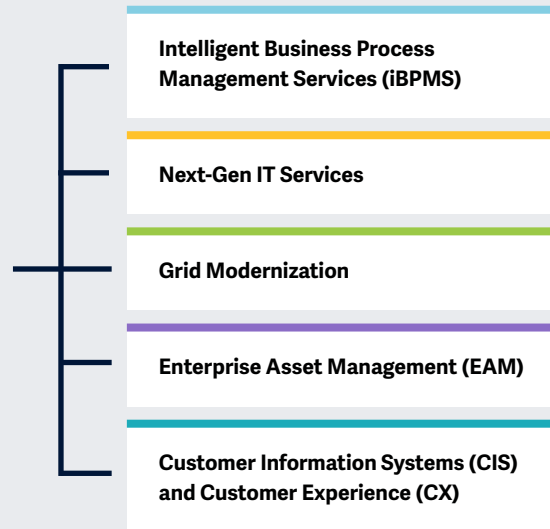 Intelligent Business Process
Management Services (iBPMS)
Next-Gen IT Services
Grid Modernization
Enterprise Asset Management (EAM)
Customer Information Systems (CIS)
and Customer Experience (CX)